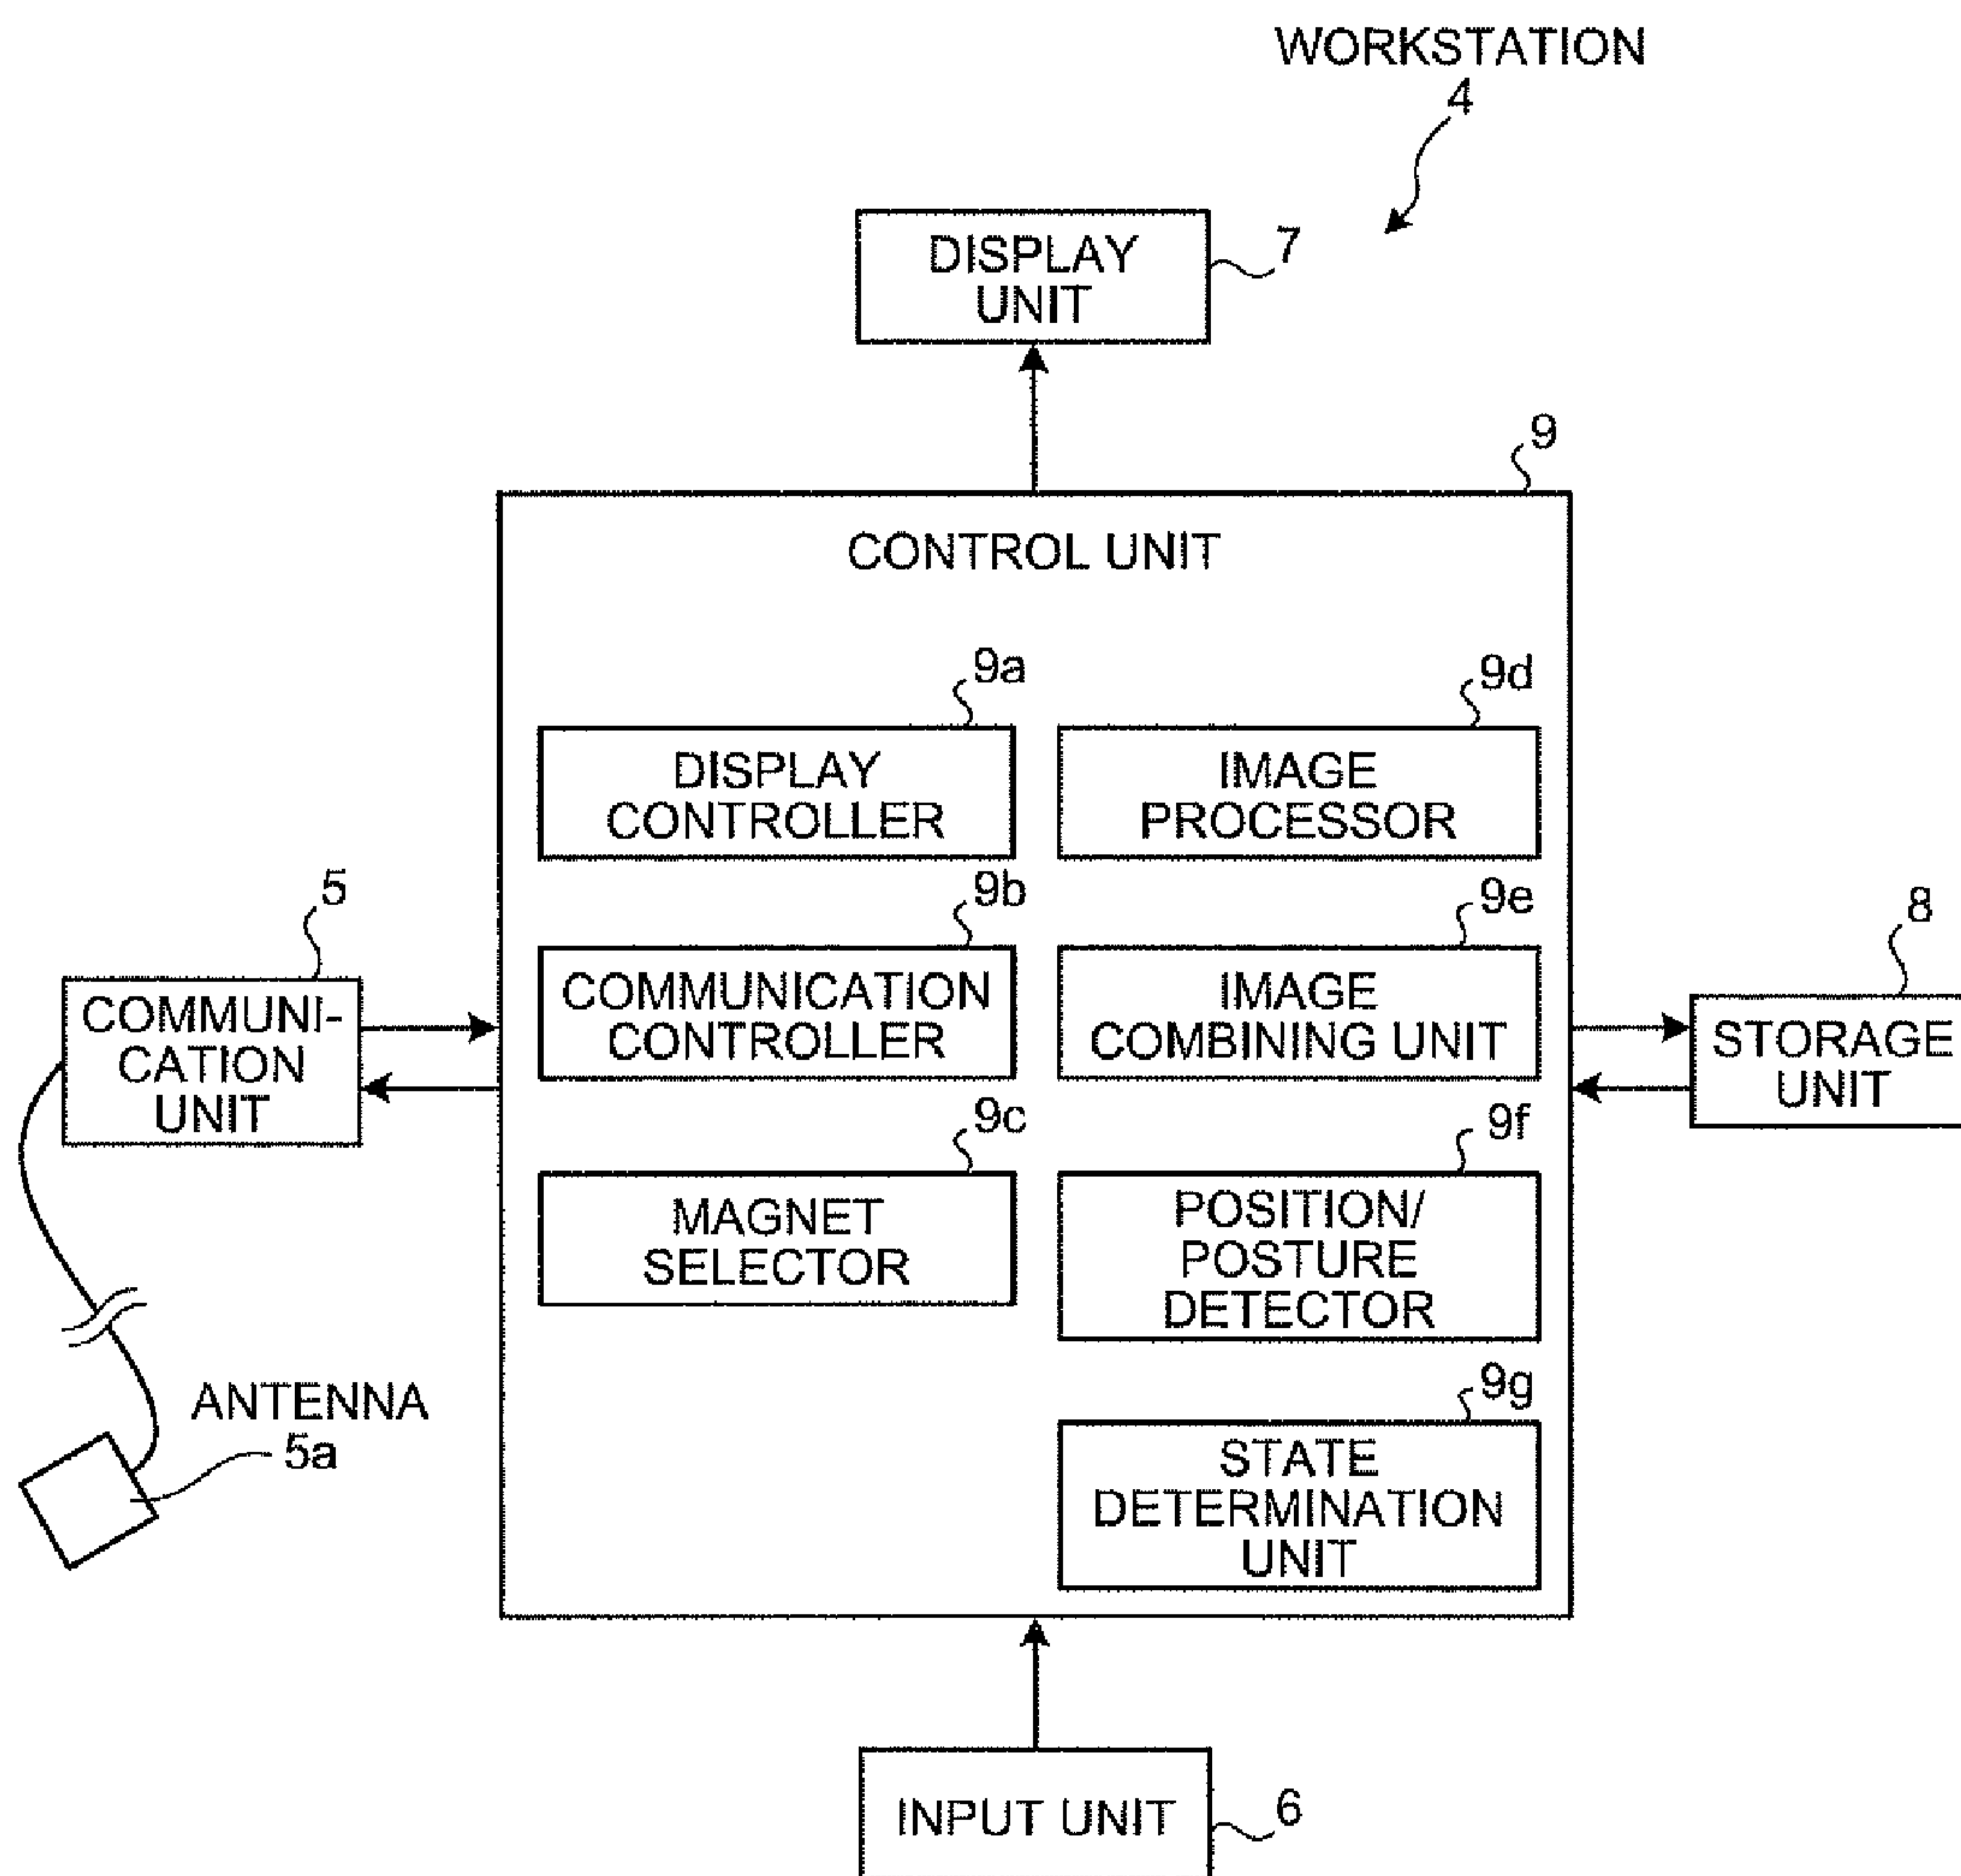 WORKSTATION
4
DISPLAY
UNIT
7
9
CONTROL UNIT
9a
DISPLAY
CONTROLLER
9d
IMAGE
PROCESSOR
9b
COMMUNICATION
CONTROLLER
9e
IMAGE
COMBINING UNIT
9c
MAGNET
SELECTOR
9f
POSITION/
POSTURE
DETECTOR
9g
STATE
DETERMINATION
UNIT
5
COMMUNI-
CATION
UNIT
ANTENNA
5a
8
STORAGE
UNIT
INPUT UNIT
6